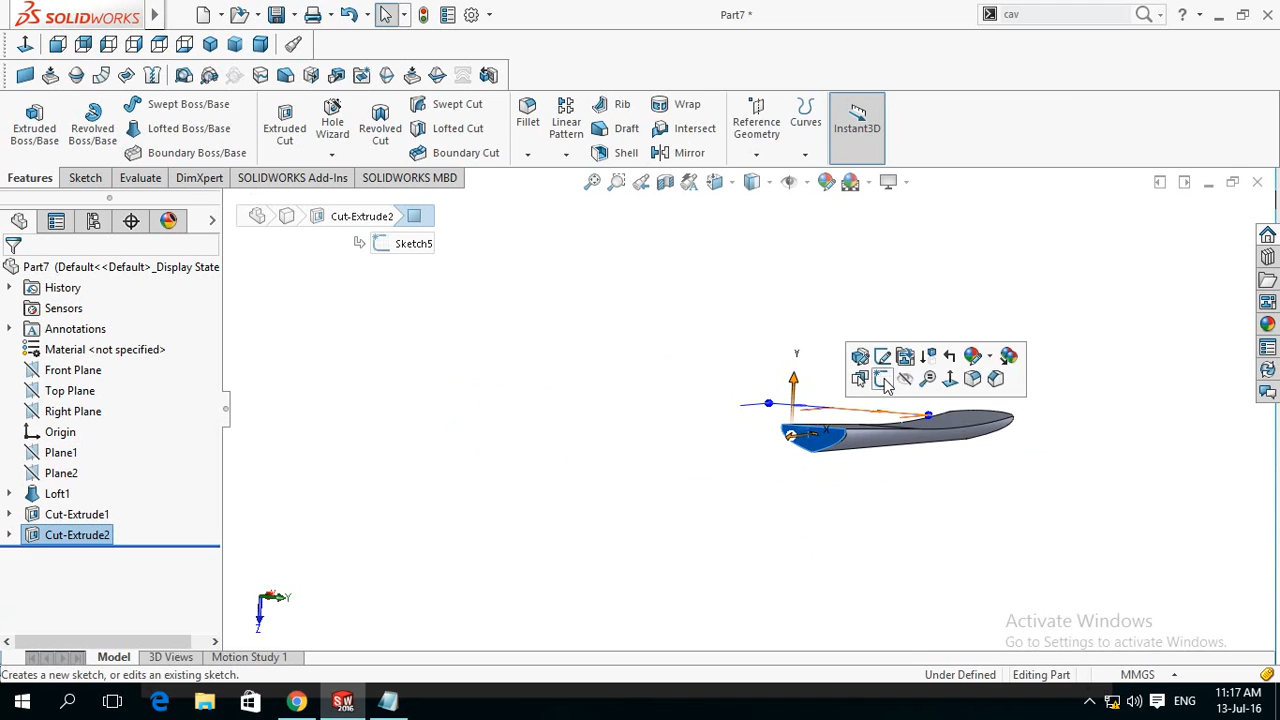 SOLIDWORKS
Part7 *
cav
Extruded
Boss/Base
Revolved
Boss/Base
Swept Boss/Base
Lofted Boss/Base
Boundary Boss/Base
Extruded
Cut
Hole
Wizard
Revolved
Cut
Swept Cut
Lofted Cut
Boundary Cut
Fillet
Linear
Pattern
Rib
Draft
Shell
Wrap
Intersect
Mirror
Reference
Geometry
Curves
Instant3D
Features
Sketch
Evaluate
DimXpert
SOLIDWORKS Add-Ins
SOLIDWORKS MBD
Cut-Extrude2
Sketch5
Part7 (Default<<Default>_Display State
History
Sensors
Annotations
Material <not specified>
Front Plane
Top Plane
Right Plane
Origin
Plane1
Plane2
Loft1
Cut-Extrude1
Cut-Extrude2
Y
X
Y
Z
Activate Windows
Go to Settings to activate Windows.
Model
3D Views
Motion Study 1
Creates a new sketch, or edits an existing sketch.
Under Defined
Editing Part
MMGS
SW
2016
ENG
11:17 AM
13-Jul-16